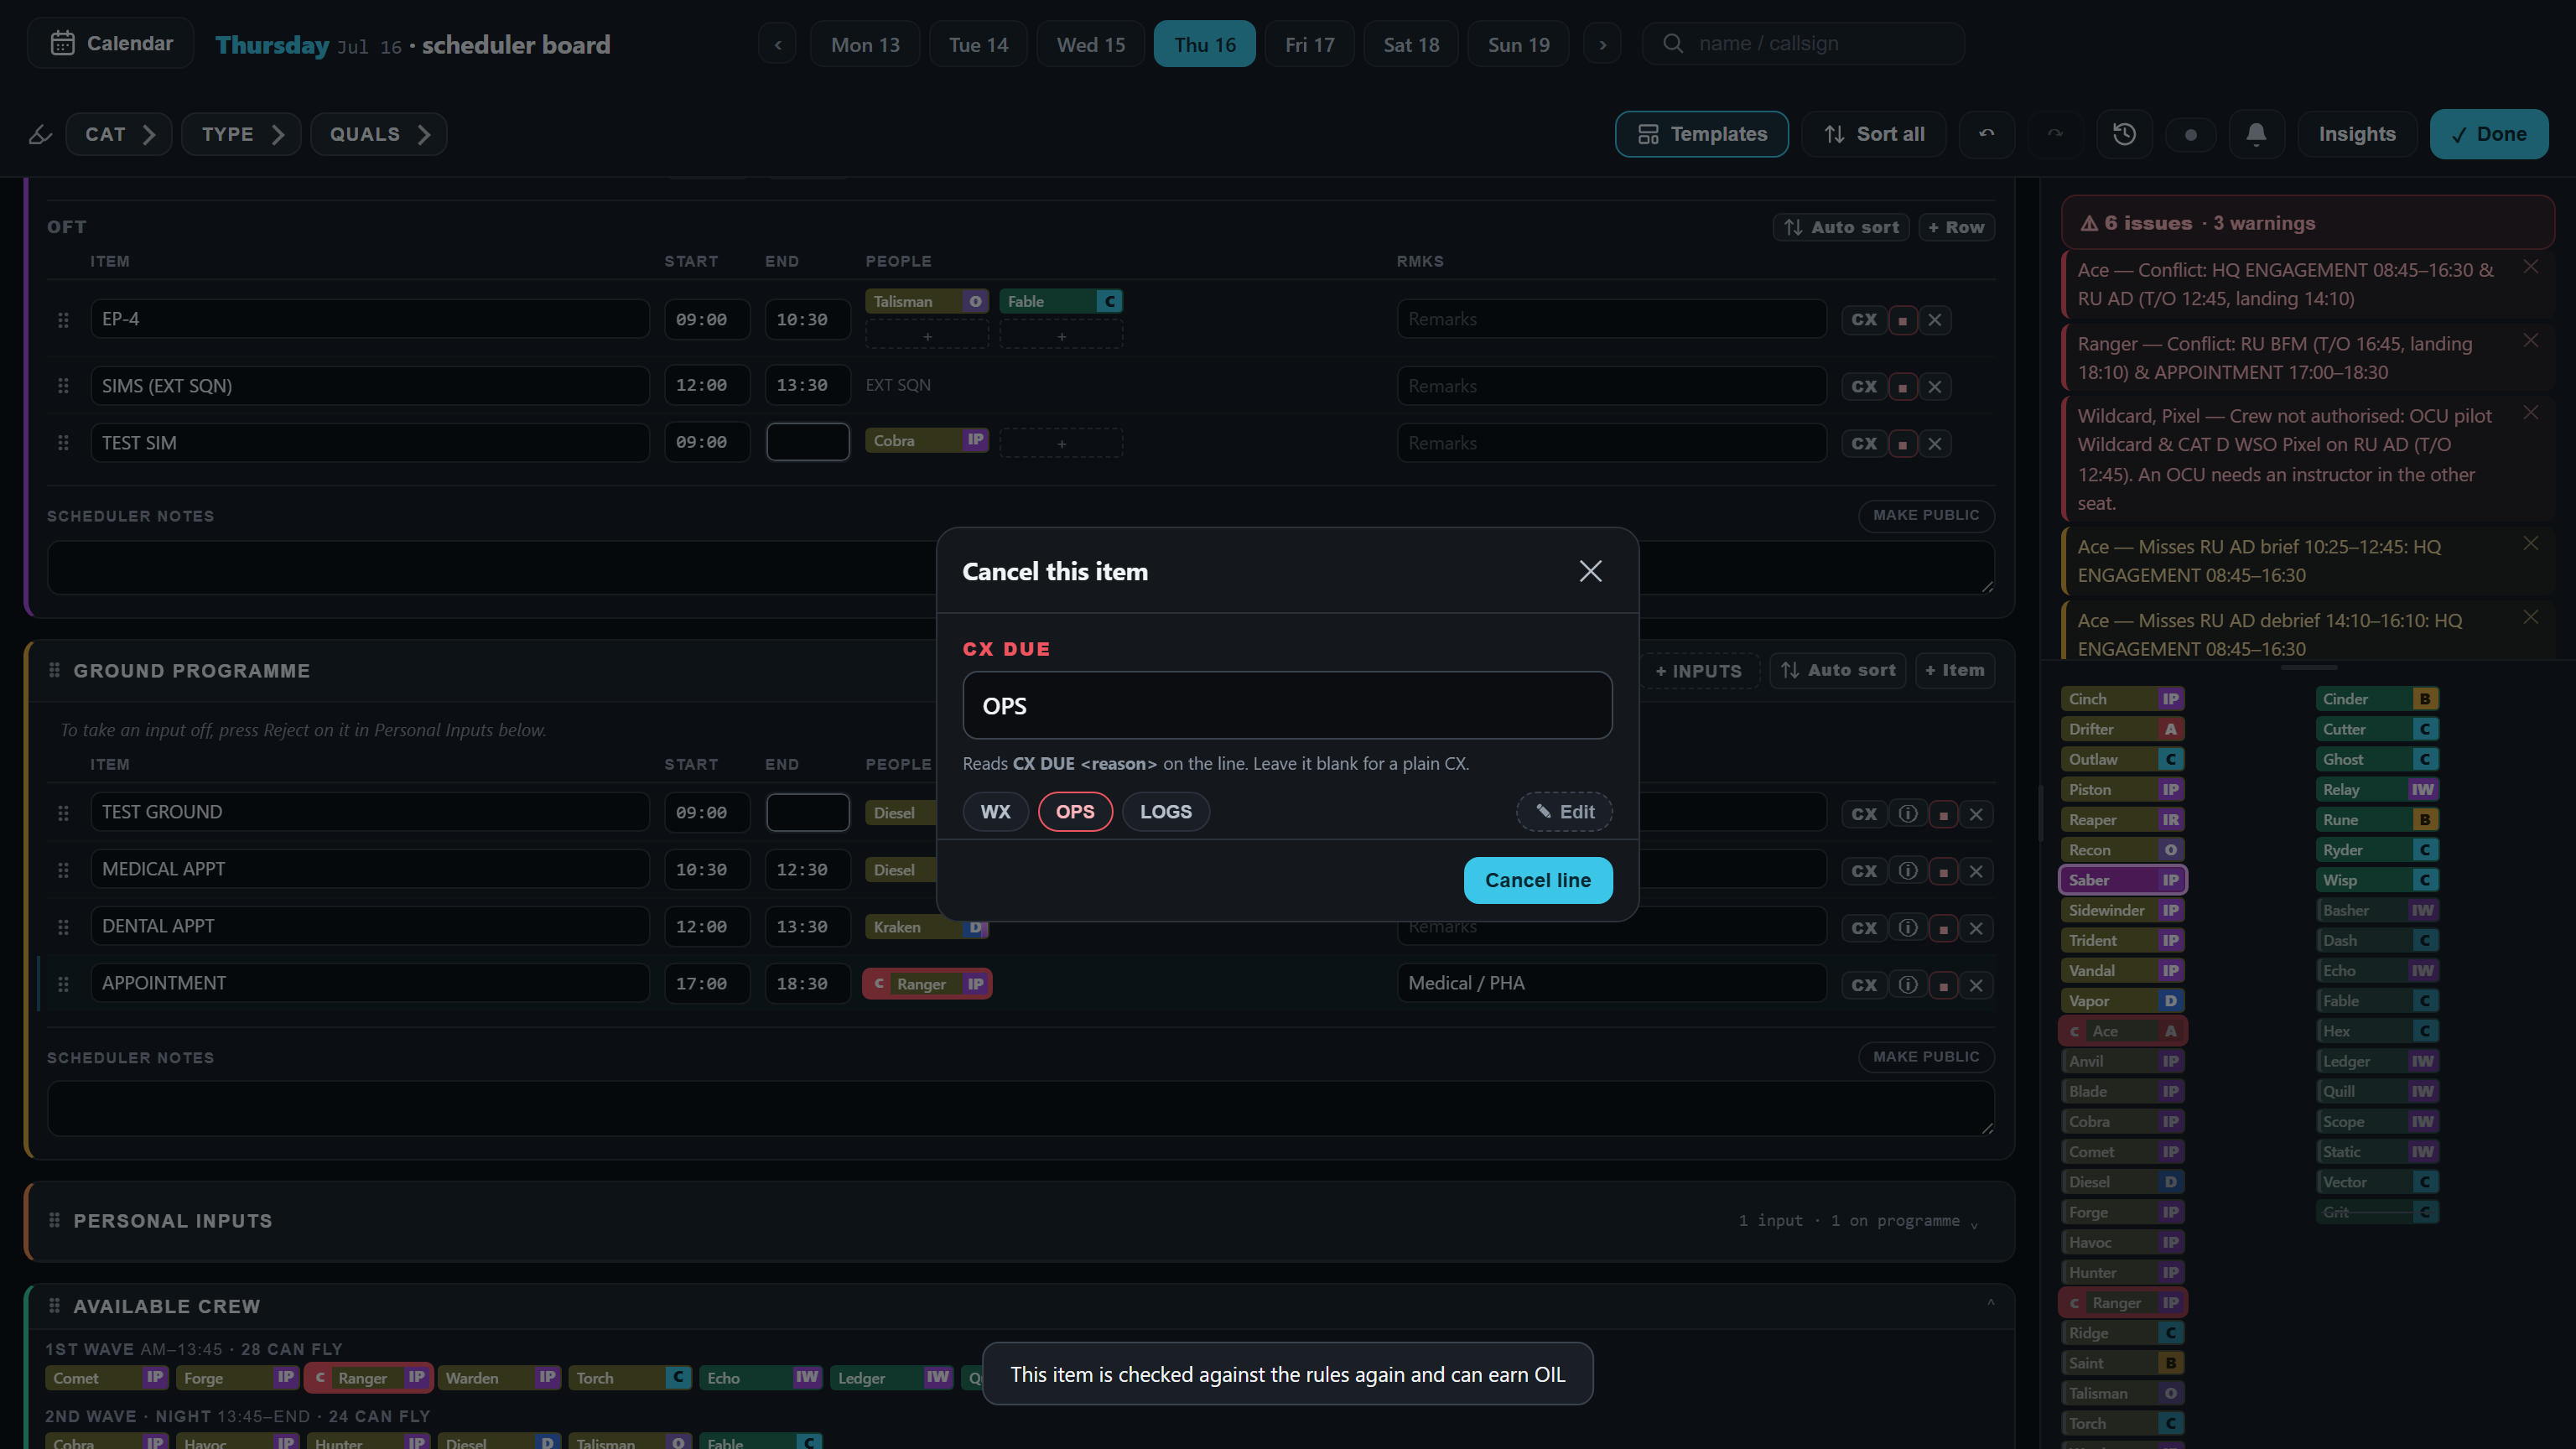 Calendar
Thursday Jul 16 • scheduler board
‹ Mon 13 Tue 14 Wed 15 Thu 16 Fri 17 Sat 18 Sun 19 ›
name / callsign
CAT TYPE QUALS
Templates Sort all Insights ✓ Done
OFT
Auto sort + Row
ITEM START END PEOPLE RMKS
EP-4 09:00 10:30 Talisman O Fable C Remarks CX
+ +
SIMS (EXT SQN) 12:00 13:30 EXT SQN Remarks CX
TEST SIM 09:00 Cobra IP + Remarks CX
SCHEDULER NOTES MAKE PUBLIC
GROUND PROGRAMME
+ INPUTS Auto sort + Item
To take an input off, press Reject on it in Personal Inputs below.
ITEM START END PEOPLE
TEST GROUND 09:00 Diesel CX
MEDICAL APPT 10:30 12:30 Diesel CX
DENTAL APPT 12:00 13:30 Kraken D Remarks CX
APPOINTMENT 17:00 18:30 C Ranger IP Medical / PHA CX
SCHEDULER NOTES MAKE PUBLIC
PERSONAL INPUTS 1 input · 1 on programme
AVAILABLE CREW
1ST WAVE AM–13:45 · 28 CAN FLY
Comet IP Forge IP C Ranger IP Warden IP Torch C Echo IW Ledger IW
2ND WAVE · NIGHT 13:45–END · 24 CAN FLY
Cobra IP Havoc IP Hunter IP Diesel D Talisman O Fable C
Cancel this item
CX DUE
OPS
Reads CX DUE <reason> on the line. Leave it blank for a plain CX.
WX OPS LOGS Edit
Cancel line
This item is checked against the rules again and can earn OIL
⚠ 6 issues · 3 warnings
Ace — Conflict: HQ ENGAGEMENT 08:45–16:30 &
RU AD (T/O 12:45, landing 14:10)
Ranger — Conflict: RU BFM (T/O 16:45, landing
18:10) & APPOINTMENT 17:00–18:30
Wildcard, Pixel — Crew not authorised: OCU pilot
Wildcard & CAT D WSO Pixel on RU AD (T/O
12:45). An OCU needs an instructor in the other
seat.
Ace — Misses RU AD brief 10:25–12:45: HQ
ENGAGEMENT 08:45–16:30
Ace — Misses RU AD debrief 14:10–16:10: HQ
ENGAGEMENT 08:45–16:30
Cinch IP Cinder B
Drifter A Cutter C
Outlaw C Ghost C
Piston IP Relay IW
Reaper IR Rune B
Recon O Ryder C
Saber IP Wisp C
Sidewinder IP Basher IW
Trident IP Dash C
Vandal IP Echo IW
Vapor D Fable C
C Ace A Hex C
Anvil IP Ledger IW
Blade IP Quill IW
Cobra IP Scope IW
Comet IP Static IW
Diesel D Vector C
Forge IP Grit C
Havoc IP
Hunter IP
C Ranger IP
Ridge C
Saint B
Talisman O
Torch C